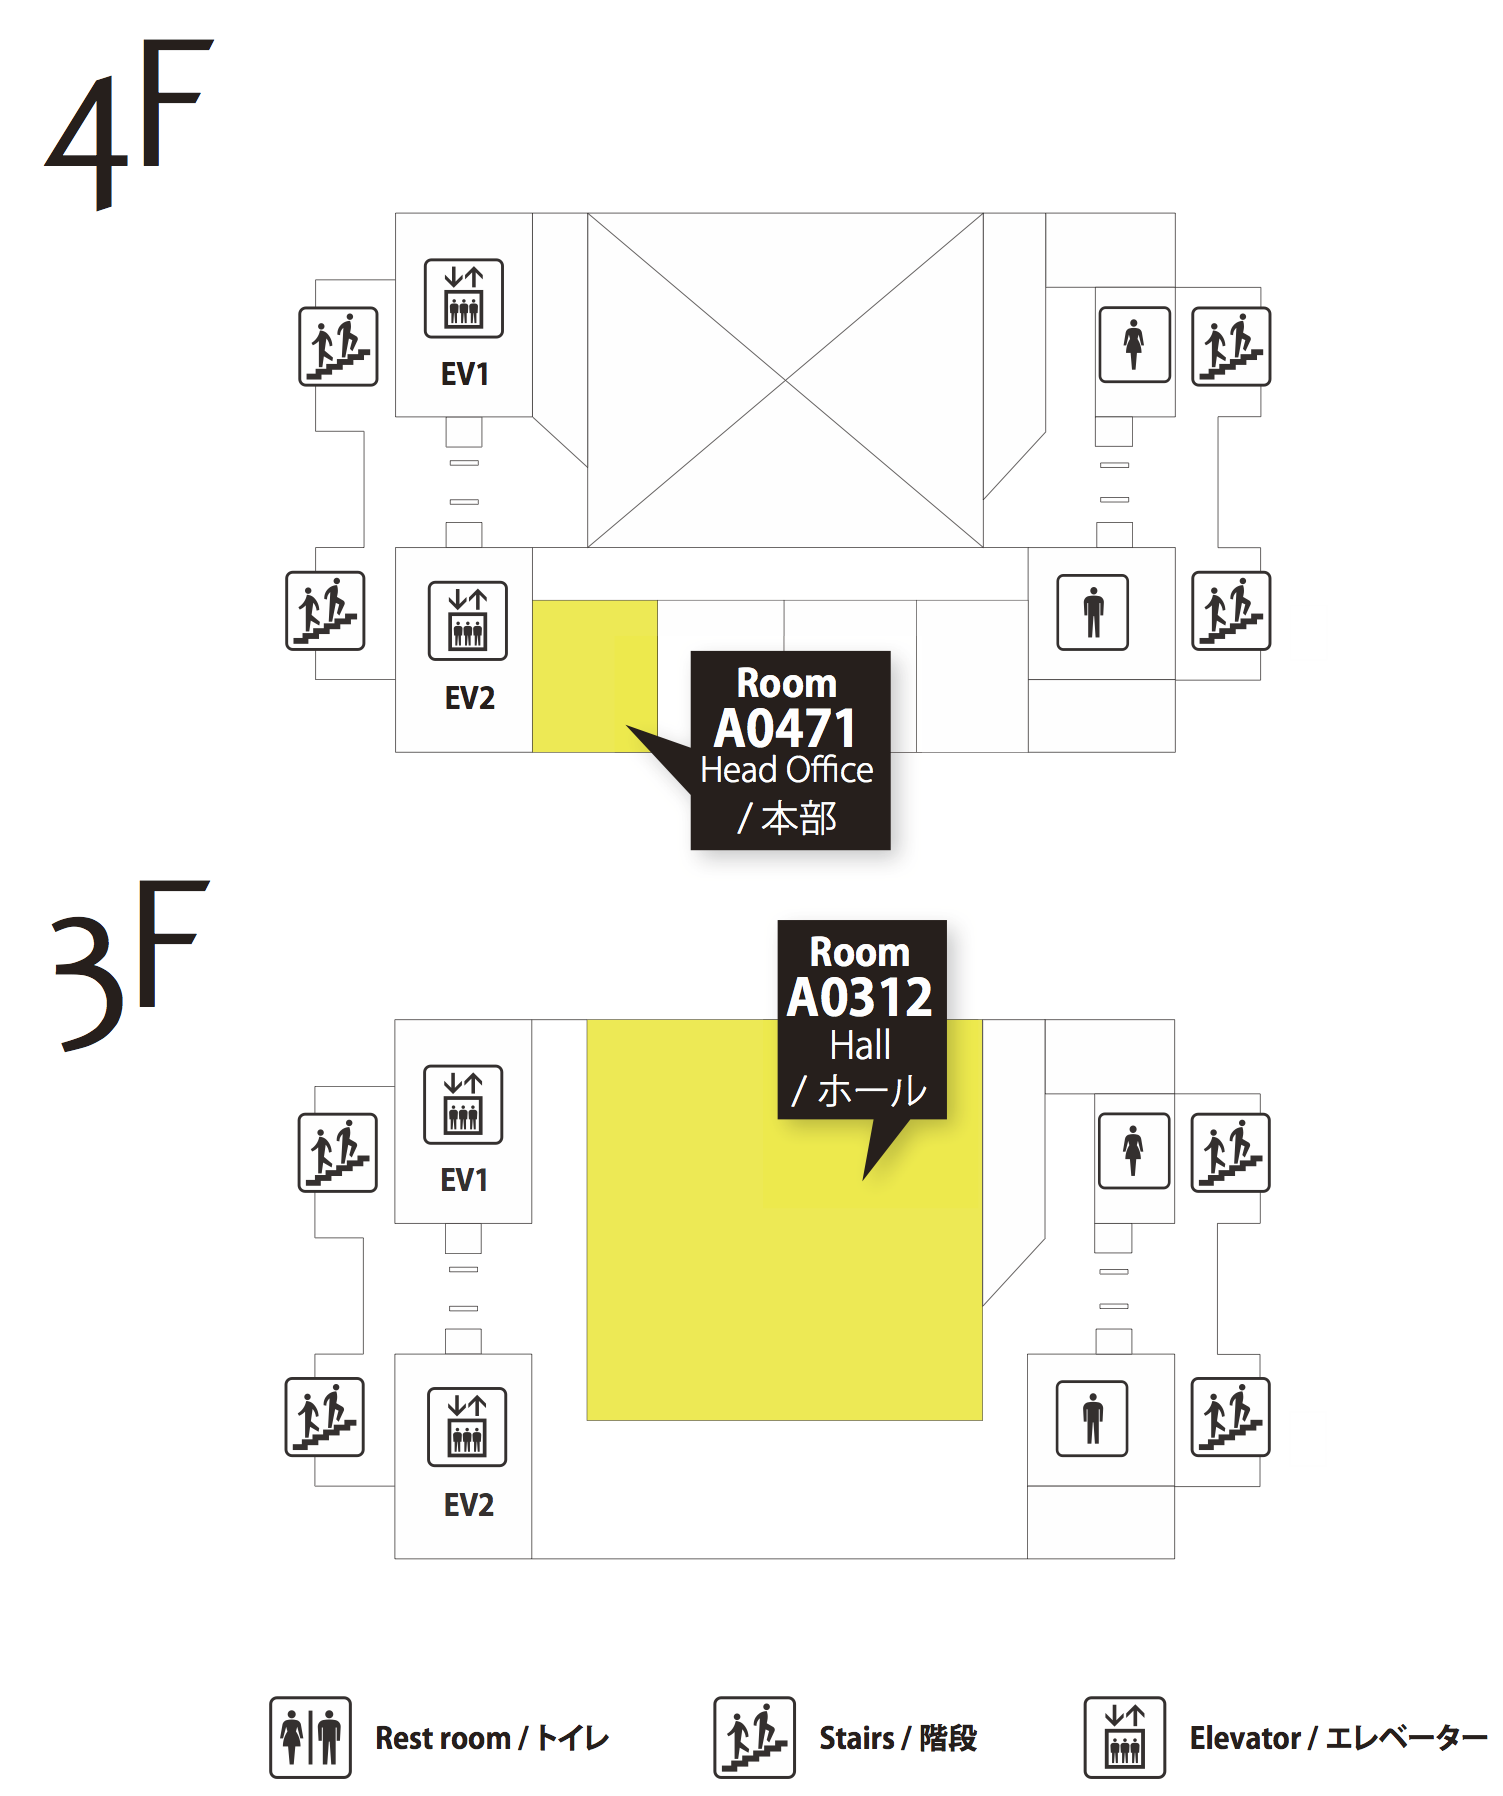 4F
EV1
EV2
Room
A0471
Head Office
/ 本部
3F
Room
A0312
Hall
/ ホール
EV1
EV2
Rest room / トイレ
Stairs / 階段
Elevator / エレベーター